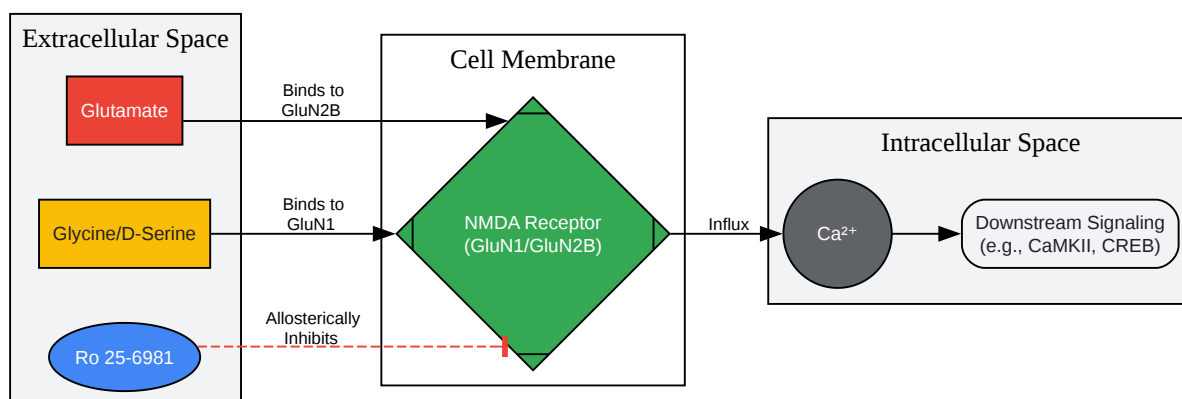 Extracellular Space
Glutamate
Glycine/D-Serine
Ro 25-6981
Binds to
GluN2B
Binds to
GluN1
Allosterically
Inhibits
Cell Membrane
NMDA Receptor
(GluN1/GluN2B)
Influx
Intracellular Space
Ca²⁺
Downstream Signaling
(e.g., CaMKII, CREB)